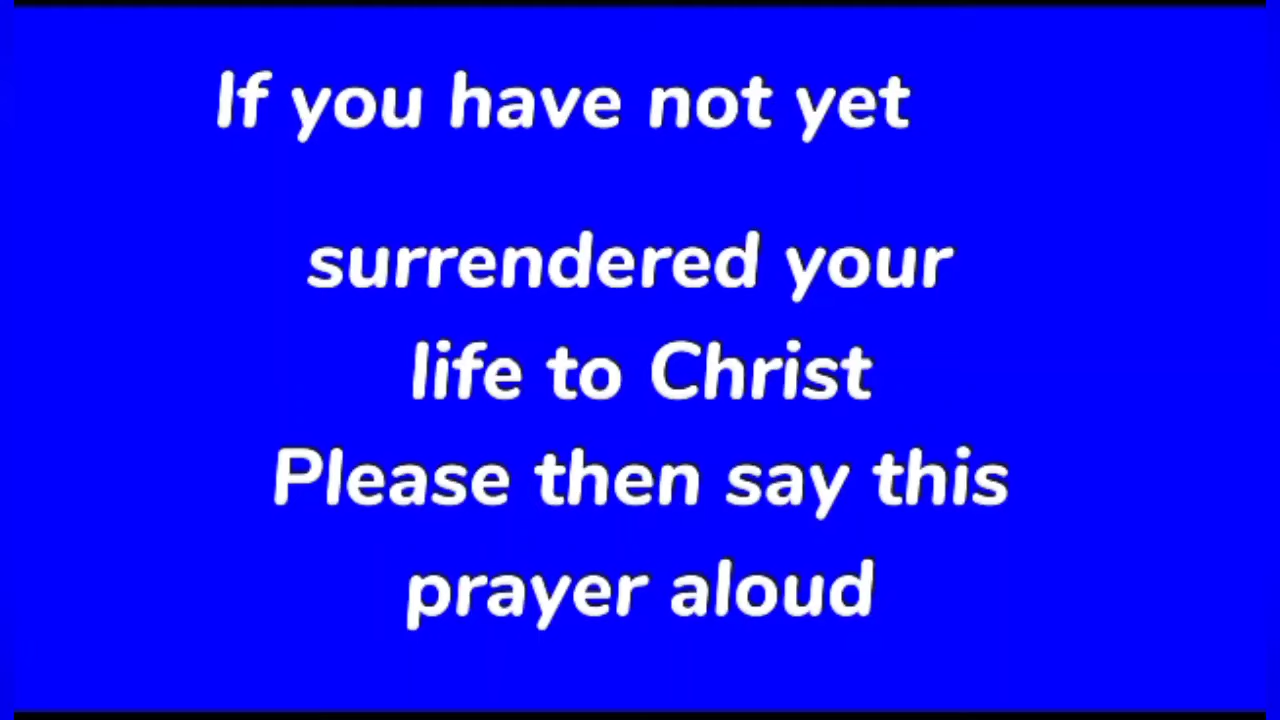 If you have not yet
surrendered your
life to Christ
Please then say this
prayer aloud